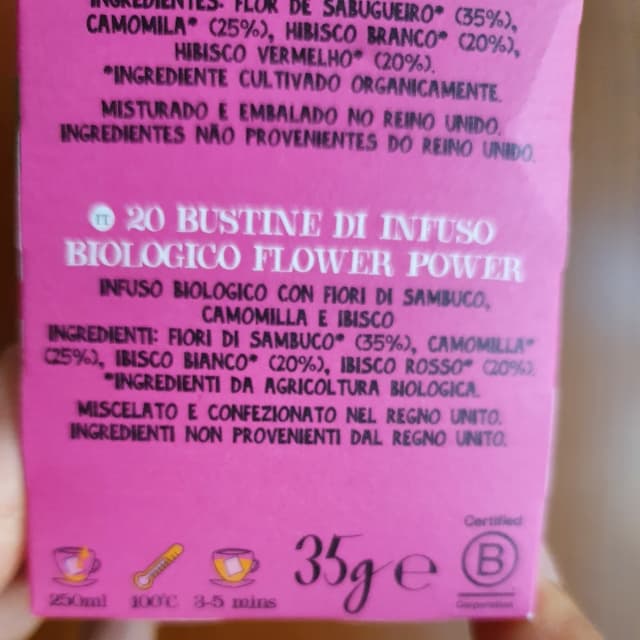 INGREDIENTES: FLOR DE SABUGUEIRO* (35%),
CAMOMILA* (25%), HIBISCO BRANCO* (20%),
HIBISCO VERMELHO* (20%).
*INGREDIENTE CULTIVADO ORGANICAMENTE.
MISTURADO E EMBALADO NO REINO UNIDO.
INGREDIENTES NÃO PROVENIENTES DO REINO UNIDO.
IT 20 BUSTINE DI INFUSO
BIOLOGICO FLOWER POWER
INFUSO BIOLOGICO CON FIORI DI SAMBUCO,
CAMOMILLA E IBISCO
INGREDIENTI: FIORI DI SAMBUCO* (35%), CAMOMILLA*
(25%), IBISCO BIANCO* (20%), IBISCO ROSSO* (20%).
*INGREDIENTI DA AGRICOLTURA BIOLOGICA.
MISCELATO E CONFEZIONATO NEL REGNO UNITO.
INGREDIENTI NON PROVENIENTI DAL REGNO UNITO.
250ml 100°C 3-5 mins 35g e
Certified
B
Corporation